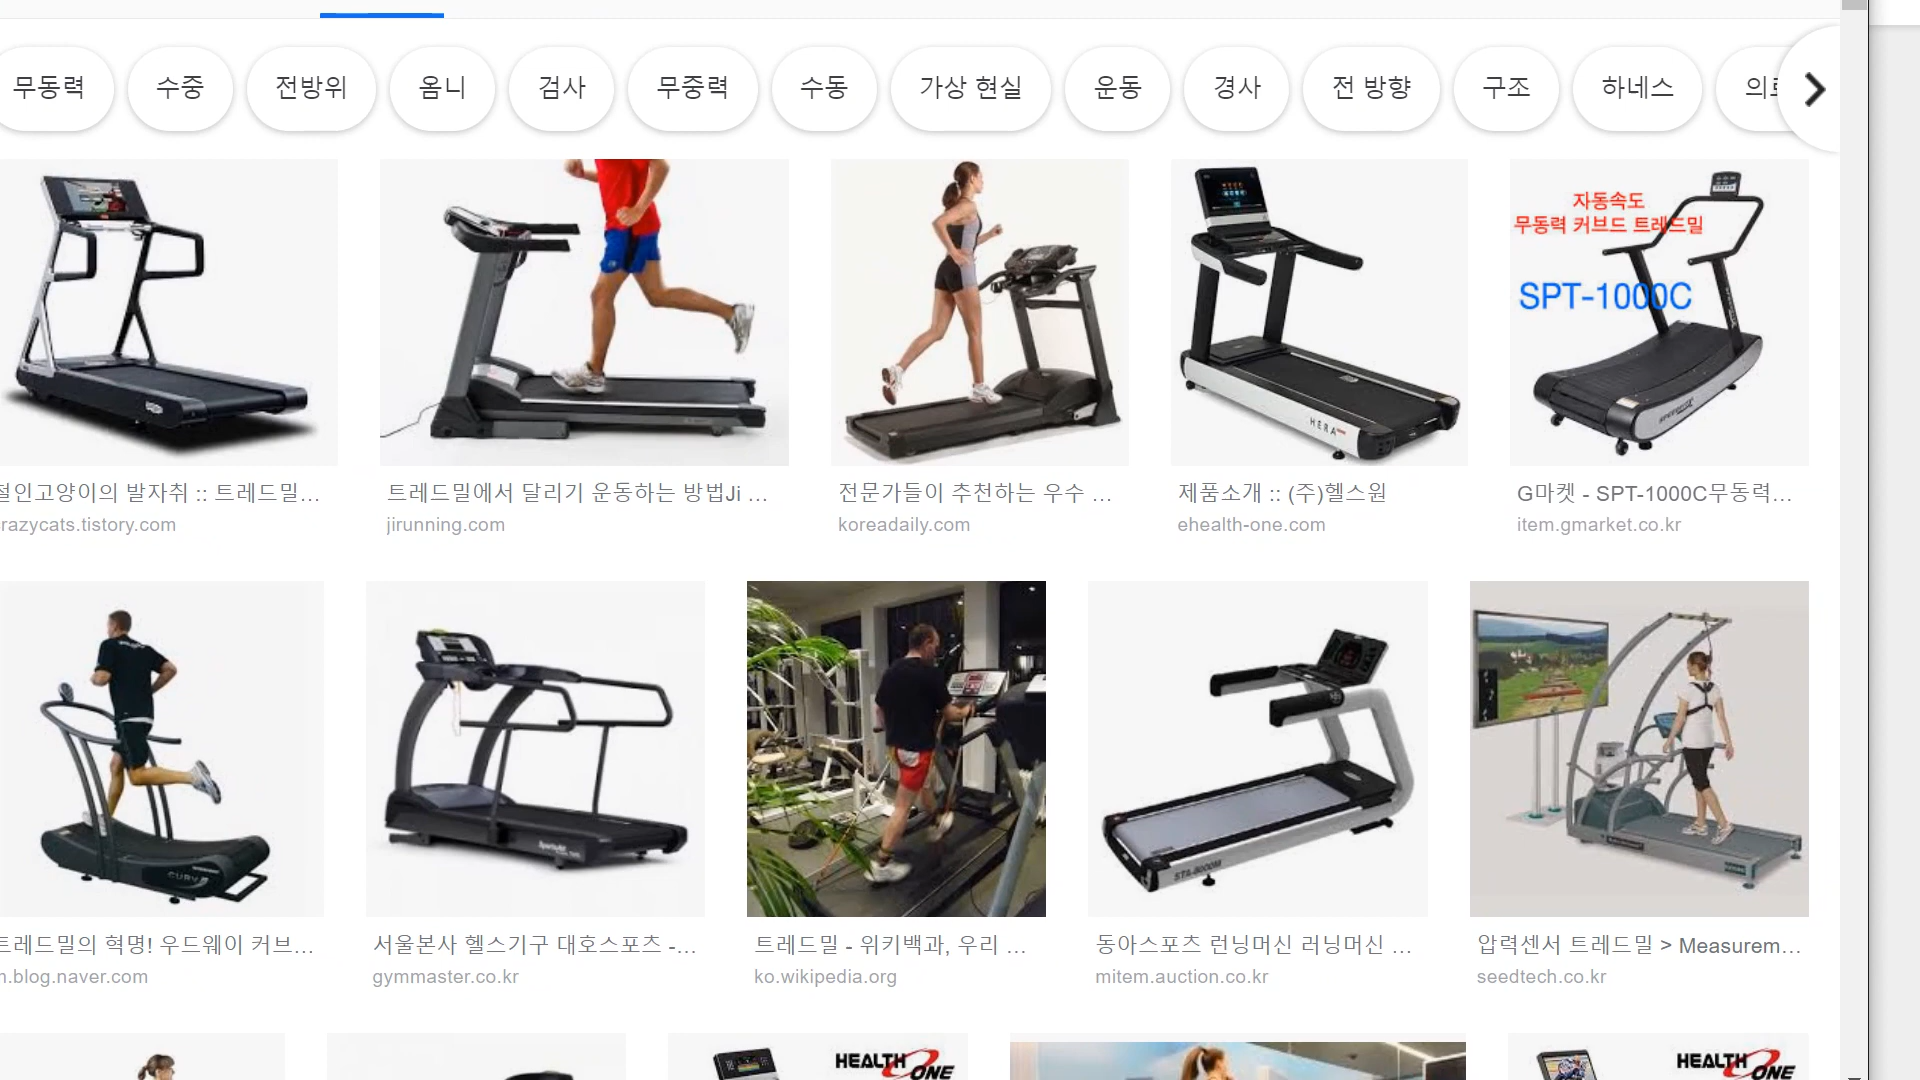 무동력 수중 전방위 옴니 검사 무중력 수동 가상 현실 운동 경사 전 방향 구조 하네스
자동속도
무동력 커브드 트레드밀
SPT-1000C
HERA
절인고양이의 발자취 :: 트레드밀...
트레드밀에서 달리기 운동하는 방법Ji ...
전문가들이 추천하는 우수 ...
제품소개 :: (주)헬스원
G마켓 - SPT-1000C무동력...
razycats.tistory.com
jirunning.com
koreadaily.com
ehealth-one.com
item.gmarket.co.kr
CURV
STA-8000M
트레드밀의 혁명! 우드웨이 커브...
서울본사 헬스기구 대호스포츠 -...
트레드밀 - 위키백과, 우리 ...
동아스포츠 런닝머신 러닝머신 ...
압력센서 트레드밀 > Measurem...
.blog.naver.com
gymmaster.co.kr
ko.wikipedia.org
mitem.auction.co.kr
seedtech.co.kr
HEALTH ONE
HEALTH ONE